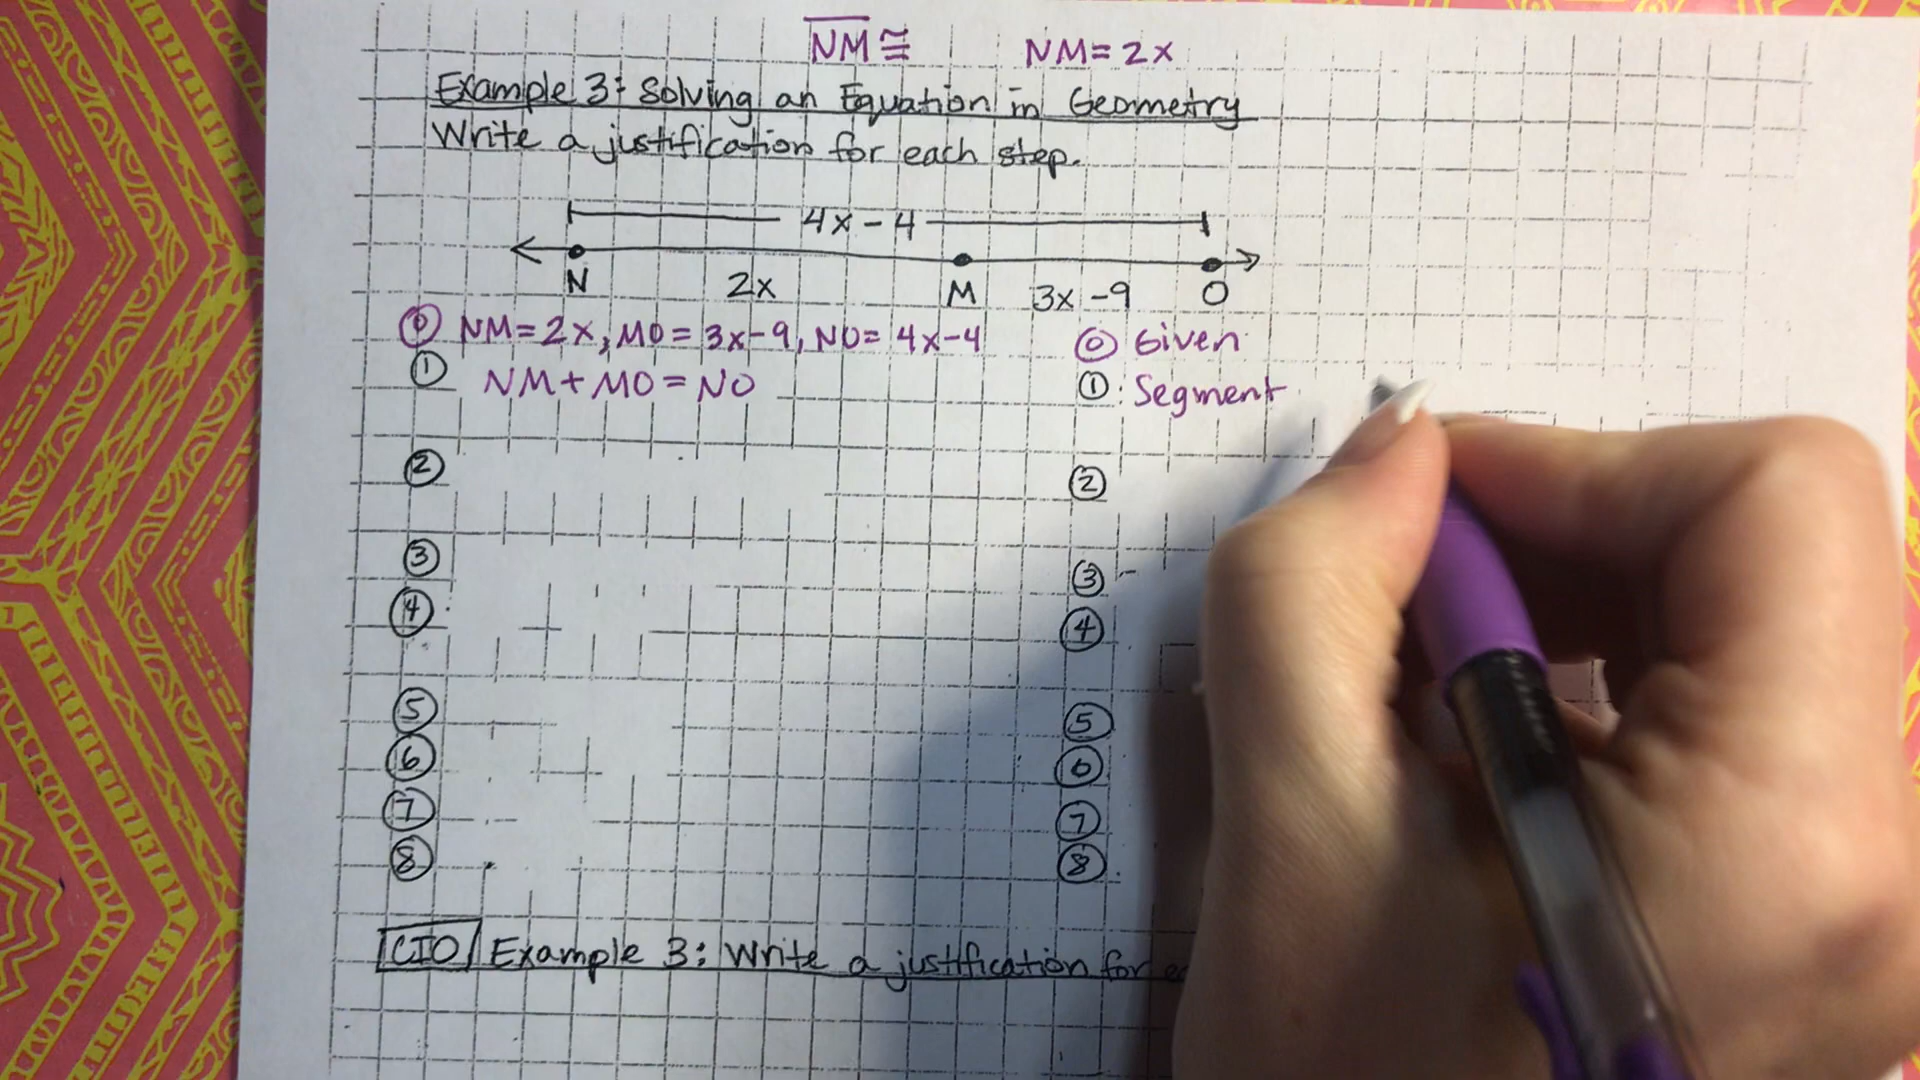 NM ≅ NM = 2x
Example 3: Solving an Equation in Geometry
Write a justification for each step.
4x - 4
N 2x M 3x - 9 O
⓪ NM = 2x, MO = 3x - 9, NO = 4x - 4 ⓪ Given
① NM + MO = NO ① Segment
② ②
③ ③
④ ④
⑤ ⑤
⑥ ⑥
⑦ ⑦
⑧ ⑧
CIO Example 3: Write a justification for